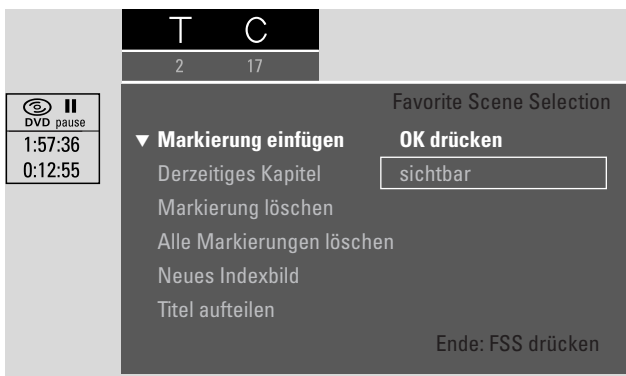 T C
2 17
Favorite Scene Selection
DVD pause
1:57:36
0:12:55
Markierung einfügen OK drücken
Derzeitiges Kapitel sichtbar
Markierung löschen
Alle Markierungen löschen
Neues Indexbild
Titel aufteilen
Ende: FSS drücken